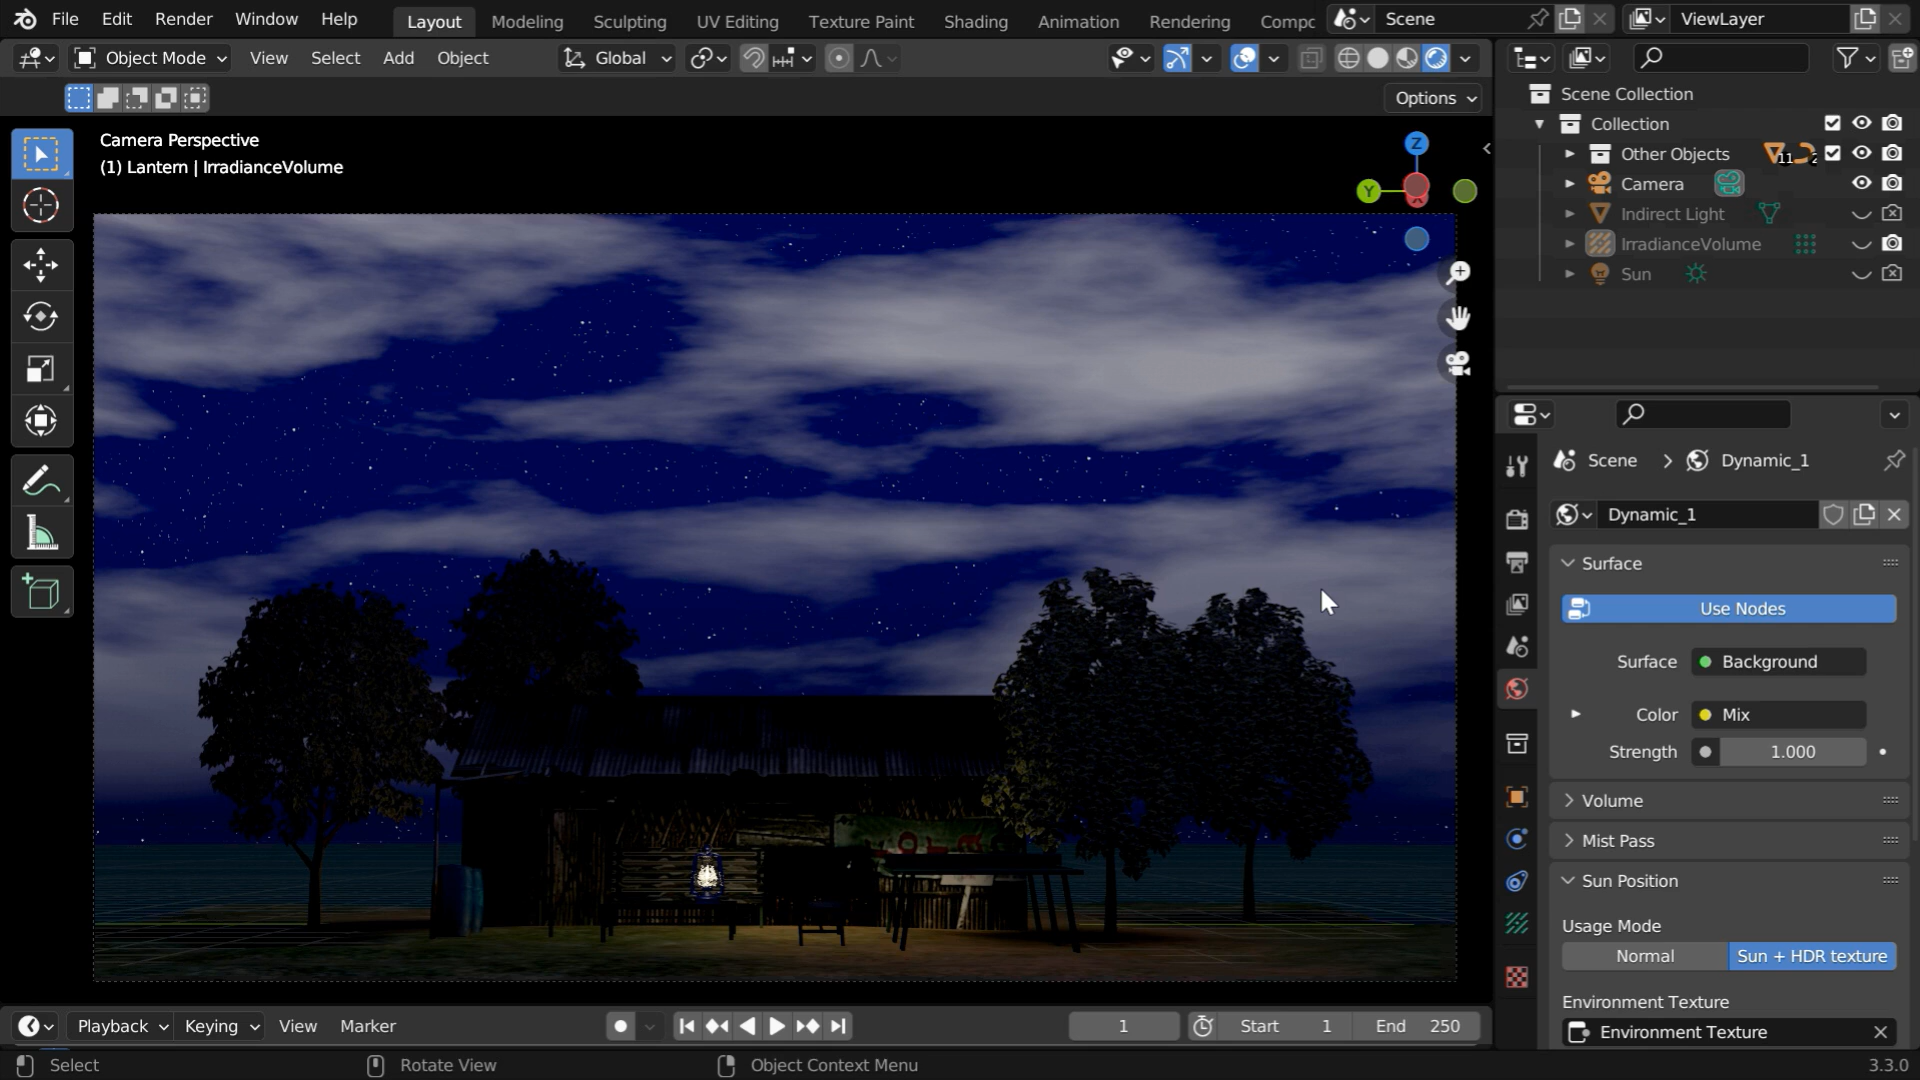 File Edit Render Window Help Layout Modeling Sculpting UV Editing Texture Paint Shading Animation Rendering Compc Scene ViewLayer
Object Mode View Select Add Object Global
Options
Camera Perspective
(1) Lantern | IrradianceVolume
Z
Y
X
Scene Collection
Collection
Other Objects 11 2
Camera
Indirect Light
IrradianceVolume
Sun
Scene > Dynamic_1
Dynamic_1
Surface
Use Nodes
Surface Background
Color Mix
Strength 1.000
Volume
Mist Pass
Sun Position
Usage Mode
Normal Sun + HDR texture
Environment Texture
Environment Texture
Playback Keying View Marker 1 Start 1 End 250
Select Rotate View Object Context Menu 3.3.0